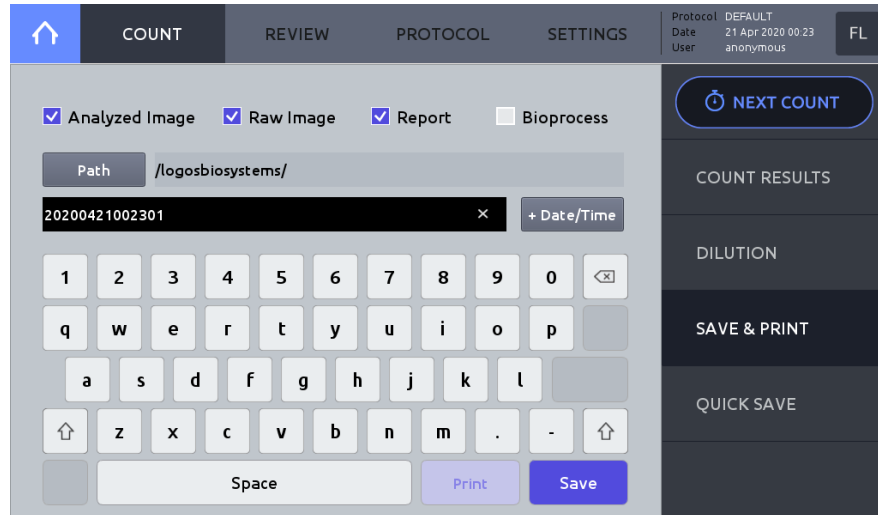 COUNT REVIEW PROTOCOL SETTINGS
Protocol DEFAULT
Date 21 Apr 2020 00:23
User anonymous
FL
Analyzed Image Raw Image Report Bioprocess
Path /logosbiosystems/
20200421002301 × + Date/Time
1 2 3 4 5 6 7 8 9 0
q w e r t y u i o p
a s d f g h j k l
z x c v b n m . -
Space Print Save
NEXT COUNT
COUNT RESULTS
DILUTION
SAVE & PRINT
QUICK SAVE